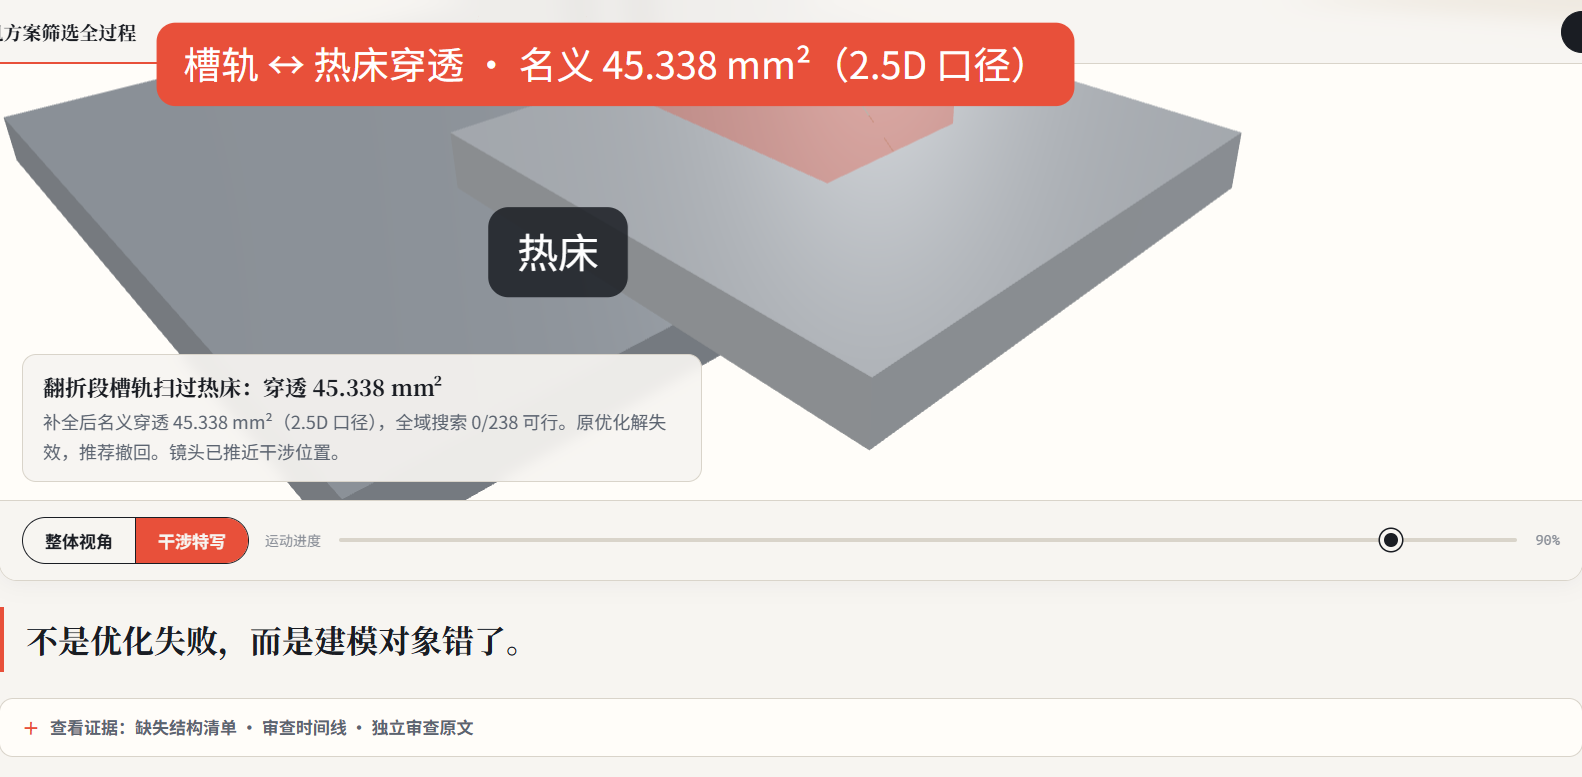 方案筛选全过程
槽轨 ↔ 热床穿透 · 名义 45.338 mm²（2.5D 口径）
热床
翻折段槽轨扫过热床：穿透 45.338 mm²
补全后名义穿透 45.338 mm²（2.5D 口径），全域搜索 0/238 可行。原优化解失
效，推荐撤回。镜头已推近干涉位置。
整体视角
干涉特写
运动进度
90%
不是优化失败，而是建模对象错了。
+ 查看证据：缺失结构清单 · 审查时间线 · 独立审查原文